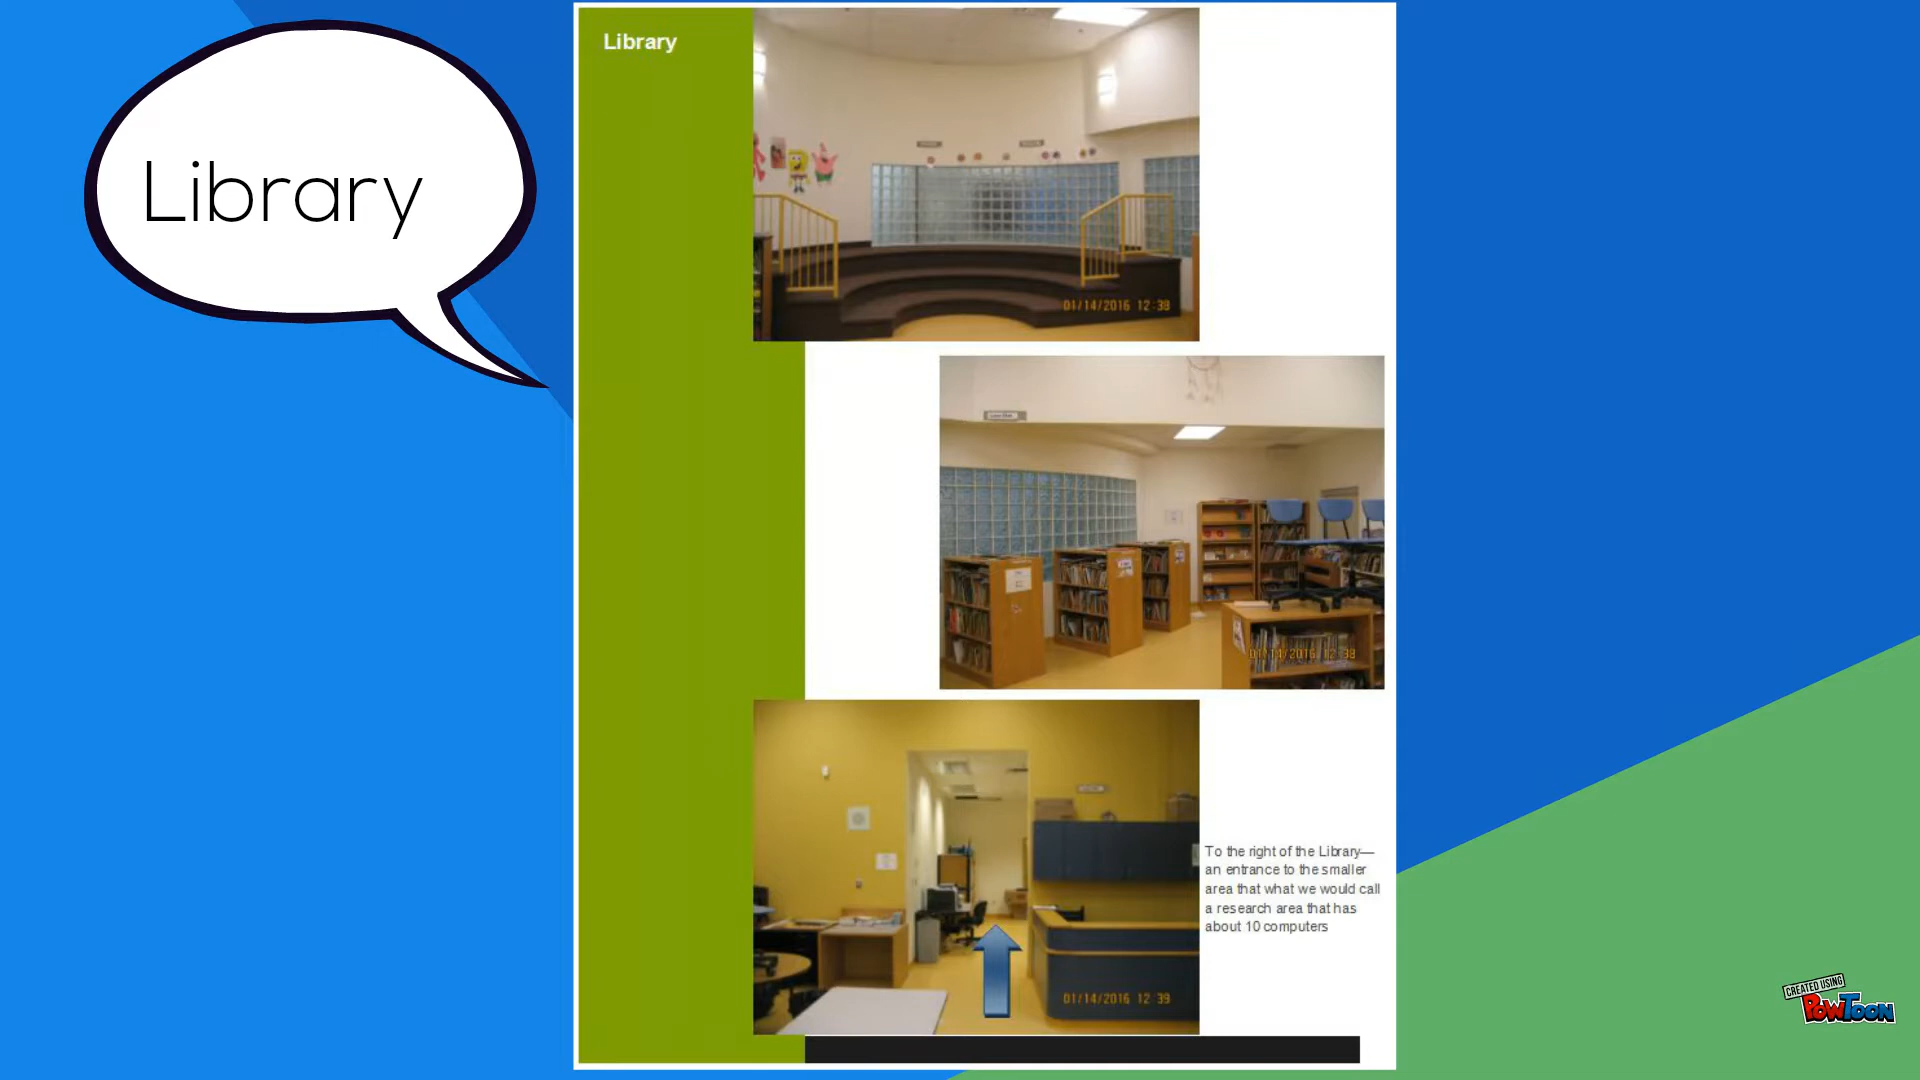 Library
Library
01/14/2016 12:39
01/14/2016 12:38
To the right of the Library—
an entrance to the smaller
area that what we would call
a research area that has
about 10 computers
01/14/2016 12:39
CREATED USING
POWTOON